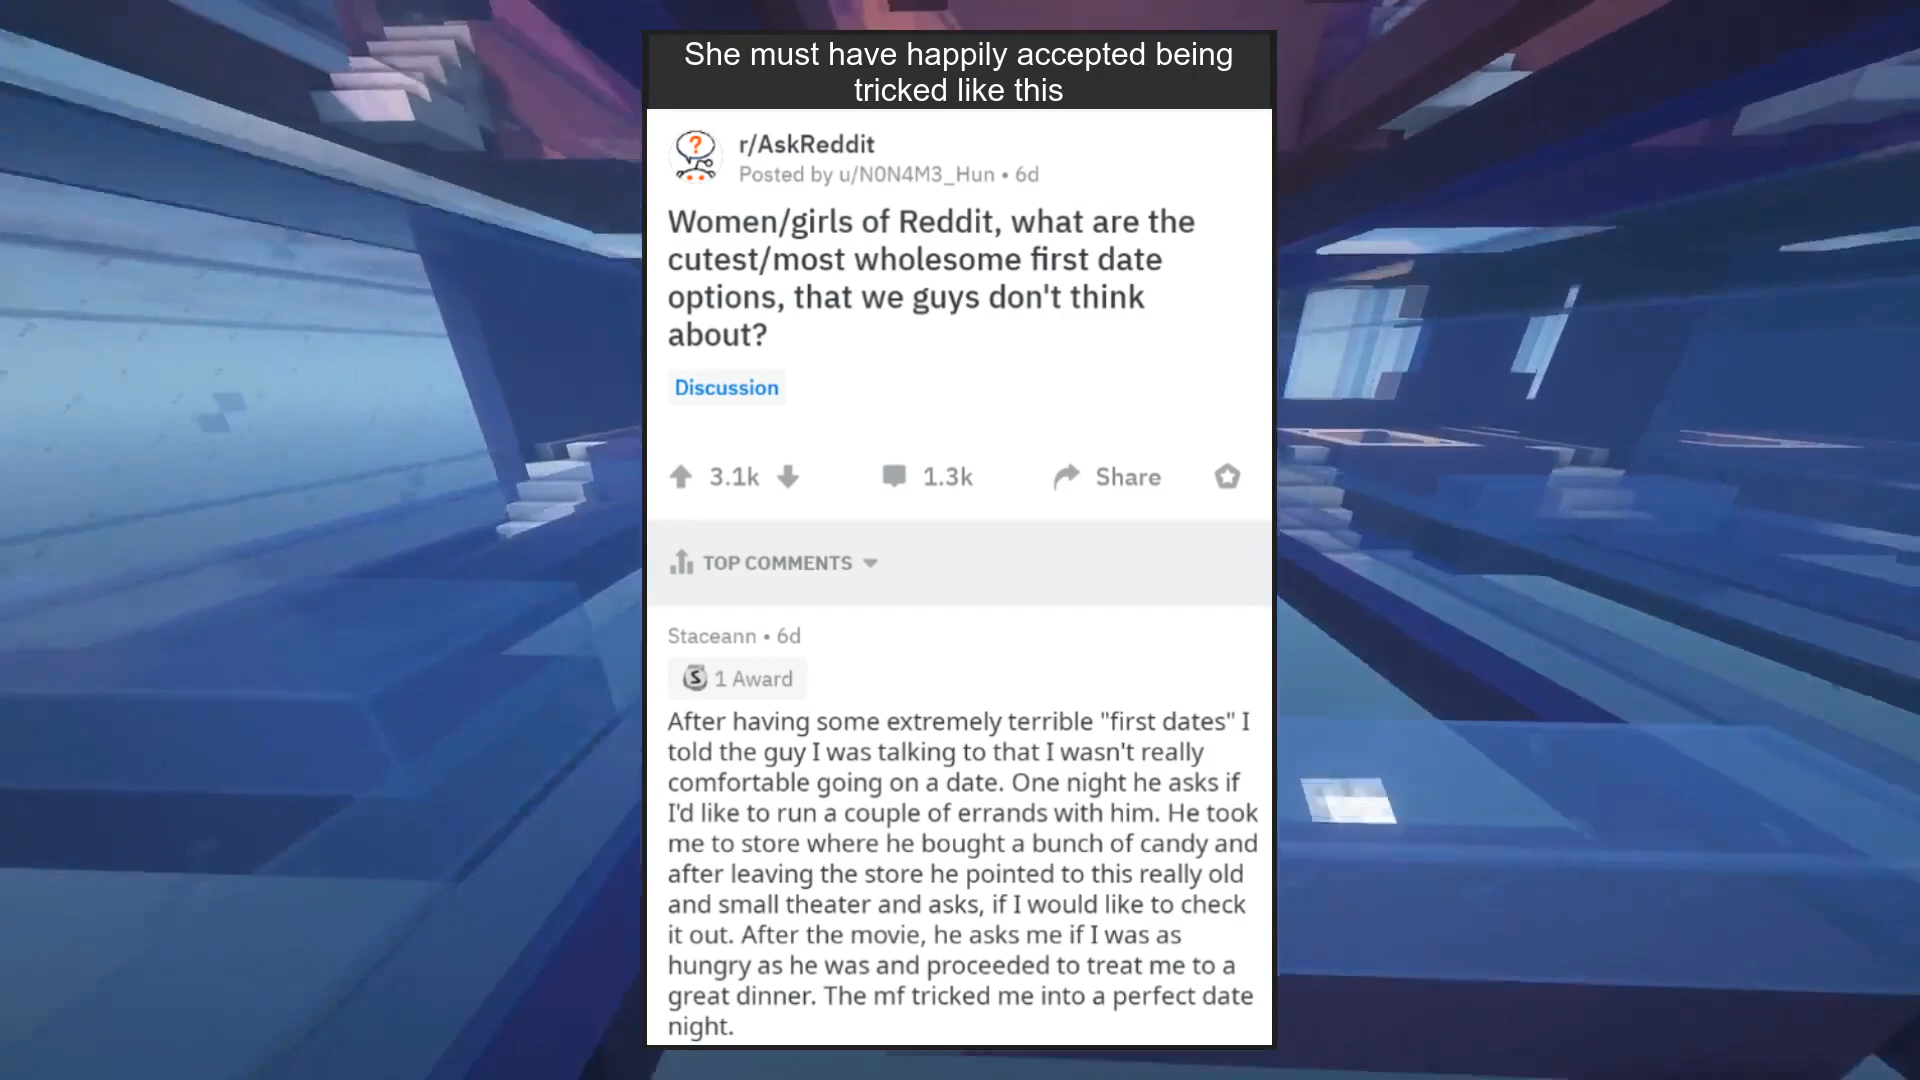 She must have happily accepted being
tricked like this
r/AskReddit
Posted by u/N0N4M3_Hun • 6d
Women/girls of Reddit, what are the
cutest/most wholesome first date
options, that we guys don't think
about?
Discussion
3.1k 1.3k Share
TOP COMMENTS
Staceann • 6d
1 Award
After having some extremely terrible "first dates" I
told the guy I was talking to that I wasn't really
comfortable going on a date. One night he asks if
I'd like to run a couple of errands with him. He took
me to store where he bought a bunch of candy and
after leaving the store he pointed to this really old
and small theater and asks, if I would like to check
it out. After the movie, he asks me if I was as
hungry as he was and proceeded to treat me to a
great dinner. The mf tricked me into a perfect date
night.